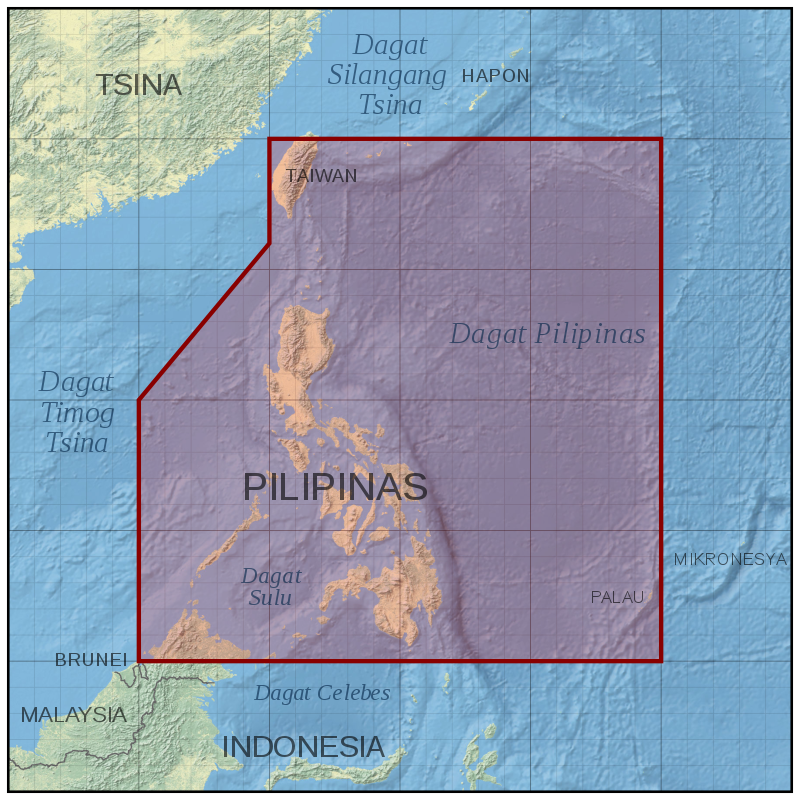 Dagat
Silangang
Tsina
HAPON
TSINA
TAIWAN
Dagat Pilipinas
Dagat
Timog
Tsina
PILIPINAS
MIKRONESYA
Dagat
Sulu
PALAU
BRUNEI
Dagat Celebes
MALAYSIA
INDONESIA